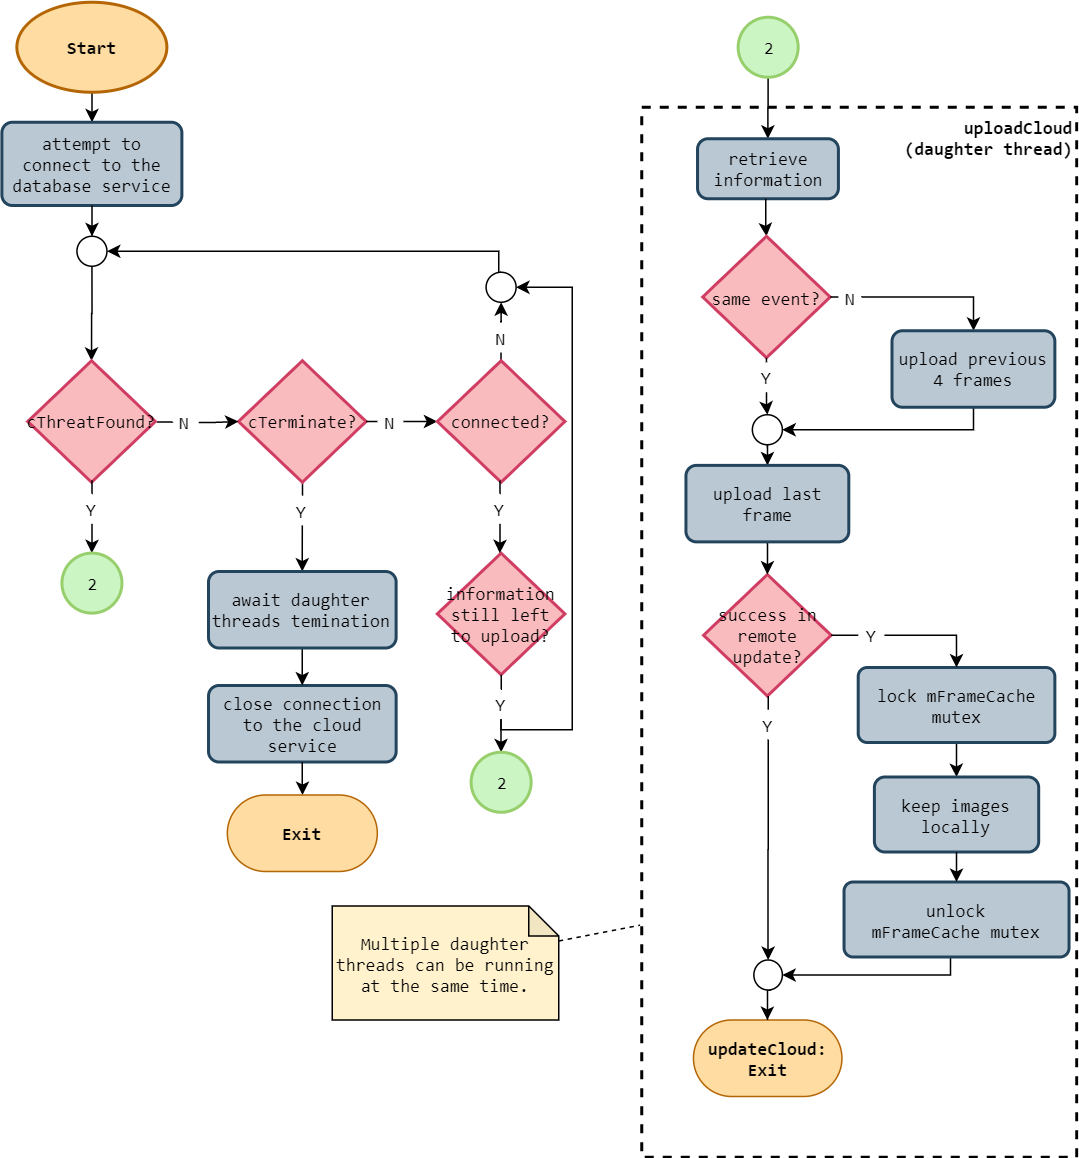 Start
attempt to
connect to the
database service
cThreatFound?
N
cTerminate?
N
connected?
N
Y
2
Y
await daughter
threads temination
close connection
to the cloud
service
Exit
Y
information
still left
to upload?
Y
2
Multiple daughter
threads can be running
at the same time.
2
uploadCloud
(daughter thread)
retrieve
information
same event?
N
upload previous
4 frames
Y
upload last
frame
success in
remote
update?
Y
lock mFrameCache
mutex
keep images
locally
unlock
mFrameCache mutex
Y
updateCloud:
Exit